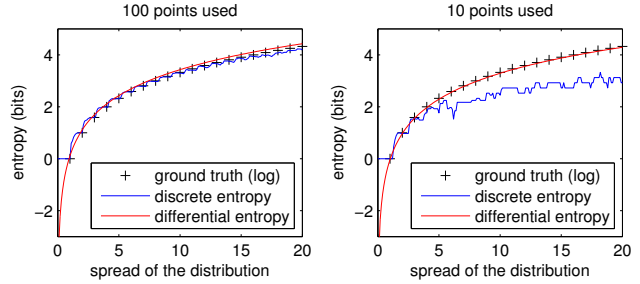 100 points used
entropy (bits)
4
2
0
−2
ground truth (log)
discrete entropy
differential entropy
0 5 10 15 20
spread of the distribution
10 points used
entropy (bits)
4
2
0
−2
ground truth (log)
discrete entropy
differential entropy
0 5 10 15 20
spread of the distribution